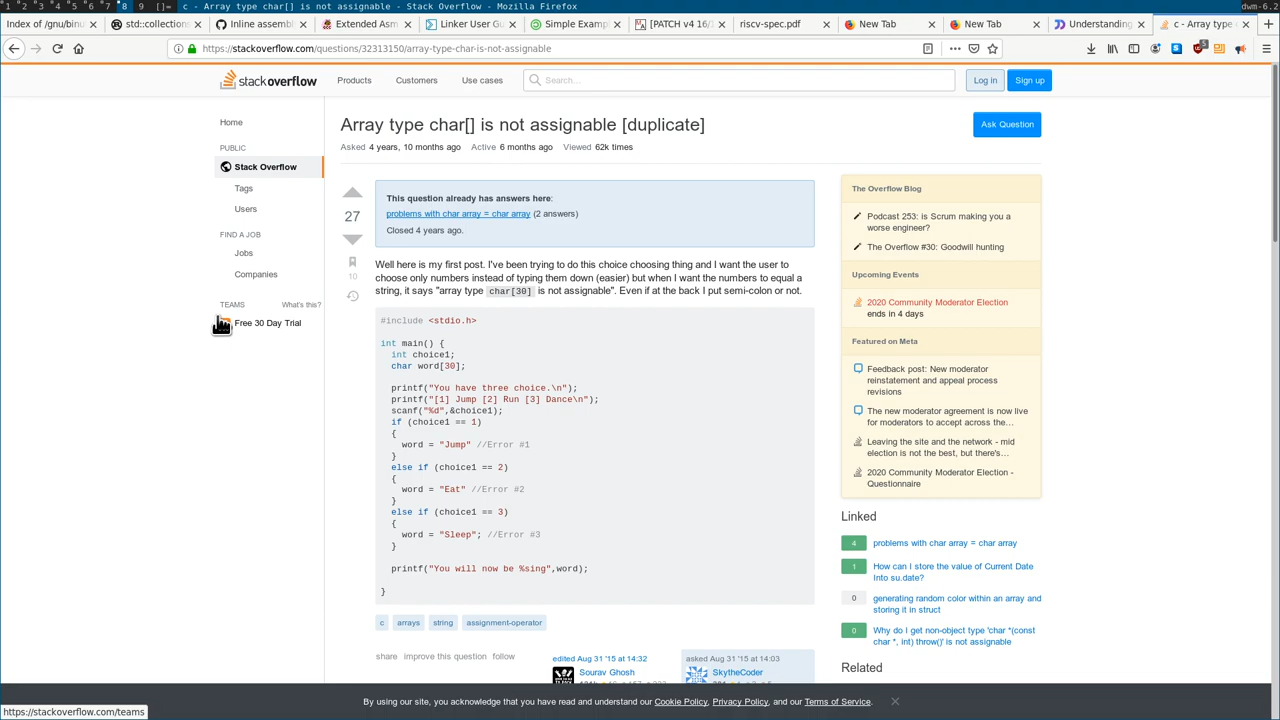 1 2 3 4 5 6 7 8 9 []= c - Array type char[] is not assignable - Stack Overflow - Mozilla Firefox dwm-6.2
Index of /gnu/binu std::collections Inline assemb Extended Asm Linker User Gu Simple Examp [PATCH v4 16/ riscv-spec.pdf New Tab New Tab Understanding c - Array type c
https://stackoverflow.com/questions/32313150/array-type-char-is-not-assignable
stackoverflow Products Customers Use cases Search... Log in Sign up
Home
PUBLIC
Stack Overflow
Tags
Users
FIND A JOB
Jobs
Companies
TEAMS What's this?
Free 30 Day Trial
Array type char[] is not assignable [duplicate]
Ask Question
Asked 4 years, 10 months ago Active 6 months ago Viewed 62k times
27
10
This question already has answers here:
problems with char array = char array (2 answers)
Closed 4 years ago.
Well here is my first post. I've been trying to do this choice choosing thing and I want the user to
choose only numbers instead of typing them down (easier) but when I want the numbers to equal a
string, it says "array type char[30] is not assignable". Even if at the back I put semi-colon or not.
#include <stdio.h>
int main() {
int choice1;
char word[30];
printf("You have three choice.\n");
printf("[1] Jump [2] Run [3] Dance\n");
scanf("%d",&choice1);
if (choice1 == 1)
{
word = "Jump" //Error #1
}
else if (choice1 == 2)
{
word = "Eat" //Error #2
}
else if (choice1 == 3)
{
word = "Sleep"; //Error #3
}
printf("You will now be %sing",word);
}
c arrays string assignment-operator
share improve this question follow
edited Aug 31 '15 at 14:32
Sourav Ghosh
asked Aug 31 '15 at 14:03
SkytheCoder
The Overflow Blog
Podcast 253: is Scrum making you a
worse engineer?
The Overflow #30: Goodwill hunting
Upcoming Events
2020 Community Moderator Election
ends in 4 days
Featured on Meta
Feedback post: New moderator
reinstatement and appeal process
revisions
The new moderator agreement is now live
for moderators to accept across the…
Leaving the site and the network - mid
election is not the best, but there's…
2020 Community Moderator Election -
Questionnaire
Linked
4 problems with char array = char array
1 How can I store the value of Current Date
Into su.date?
0 generating random color within an array and
storing it in struct
0 Why do I get non-object type 'char *(const
char *, int) throw()' is not assignable
Related
By using our site, you acknowledge that you have read and understand our Cookie Policy, Privacy Policy, and our Terms of Service.
https://stackoverflow.com/teams